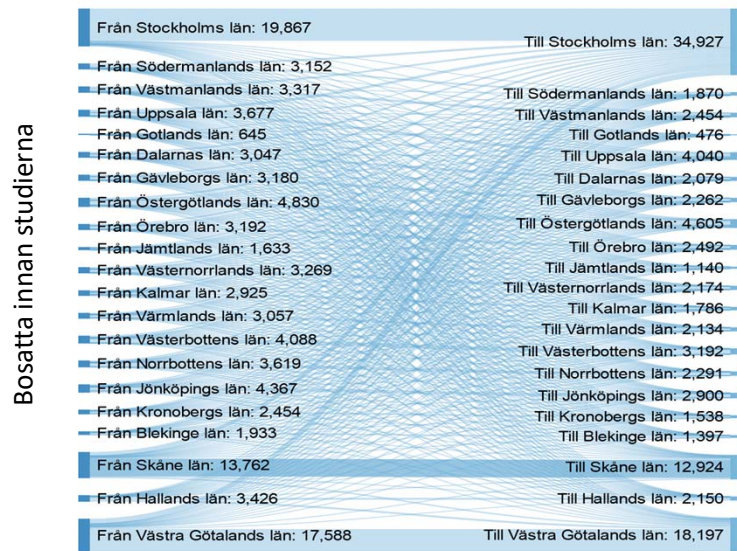 Bosatta innan studierna
Från Stockholms län: 19,867
Från Södermanlands län: 3,152
Från Västmanlands län: 3,317
Från Uppsala län: 3,677
Från Gotlands län: 645
Från Dalarnas län: 3,047
Från Gävleborgs län: 3,180
Från Östergötlands län: 4,830
Från Örebro län: 3,192
Från Jämtlands län: 1,633
Från Västernorrlands län: 3,269
Från Kalmar län: 2,925
Från Värmlands län: 3,057
Från Västerbottens län: 4,088
Från Norrbottens län: 3,619
Från Jönköpings län: 4,367
Från Kronobergs län: 2,454
Från Blekinge län: 1,933
Från Skåne län: 13,762
Från Hallands län: 3,426
Från Västra Götalands län: 17,588
Till Stockholms län: 34,927
Till Södermanlands län: 1,870
Till Västmanlands län: 2,454
Till Gotlands län: 476
Till Uppsala län: 4,040
Till Dalarnas län: 2,079
Till Gävleborgs län: 2,262
Till Östergötlands län: 4,605
Till Örebro län: 2,492
Till Jämtlands län: 1,140
Till Västernorrlands län: 2,174
Till Kalmar län: 1,786
Till Värmlands län: 2,134
Till Västerbottens län: 3,192
Till Norrbottens län: 2,291
Till Jönköpings län: 2,900
Till Kronobergs län: 1,538
Till Blekinge län: 1,397
Till Skåne län: 12,924
Till Hallands län: 2,150
Till Västra Götalands län: 18,197